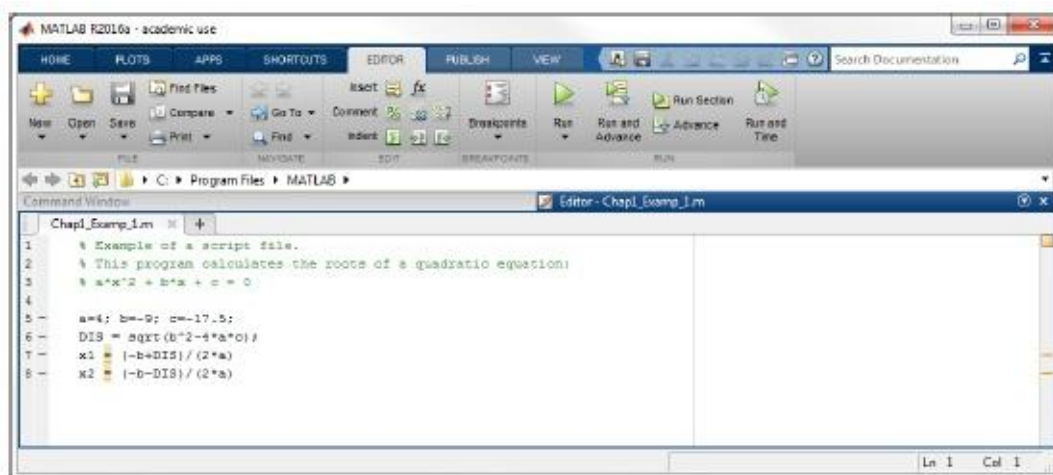 MATLAB R2016a - academic use
HOME PLOTS APPS SHORTCUTS EDITOR PUBLISH VIEW Search Documentation
New Open Save Find Files Compare Print Go To Find Insert fx Comment Indent Breakpoints Run Run and Advance Run Section Advance Run and Time
FILE NAVIGATE EDIT BREAKPOINTS RUN
C: Program Files MATLAB
Command Window Editor - Chap1_Examp_1.m
Chap1_Examp_1.m +
1 % Example of a script file.
2 % This program calculates the roots of a quadratic equation:
3 % a*x^2 + b*x + c = 0
4
5 - a=4; b=-9; c=-17.5;
6 - DIS = sqrt(b^2-4*a*c);
7 - x1 = (-b+DIS)/(2*a)
8 - x2 = (-b-DIS)/(2*a)
Ln 1 Col 1